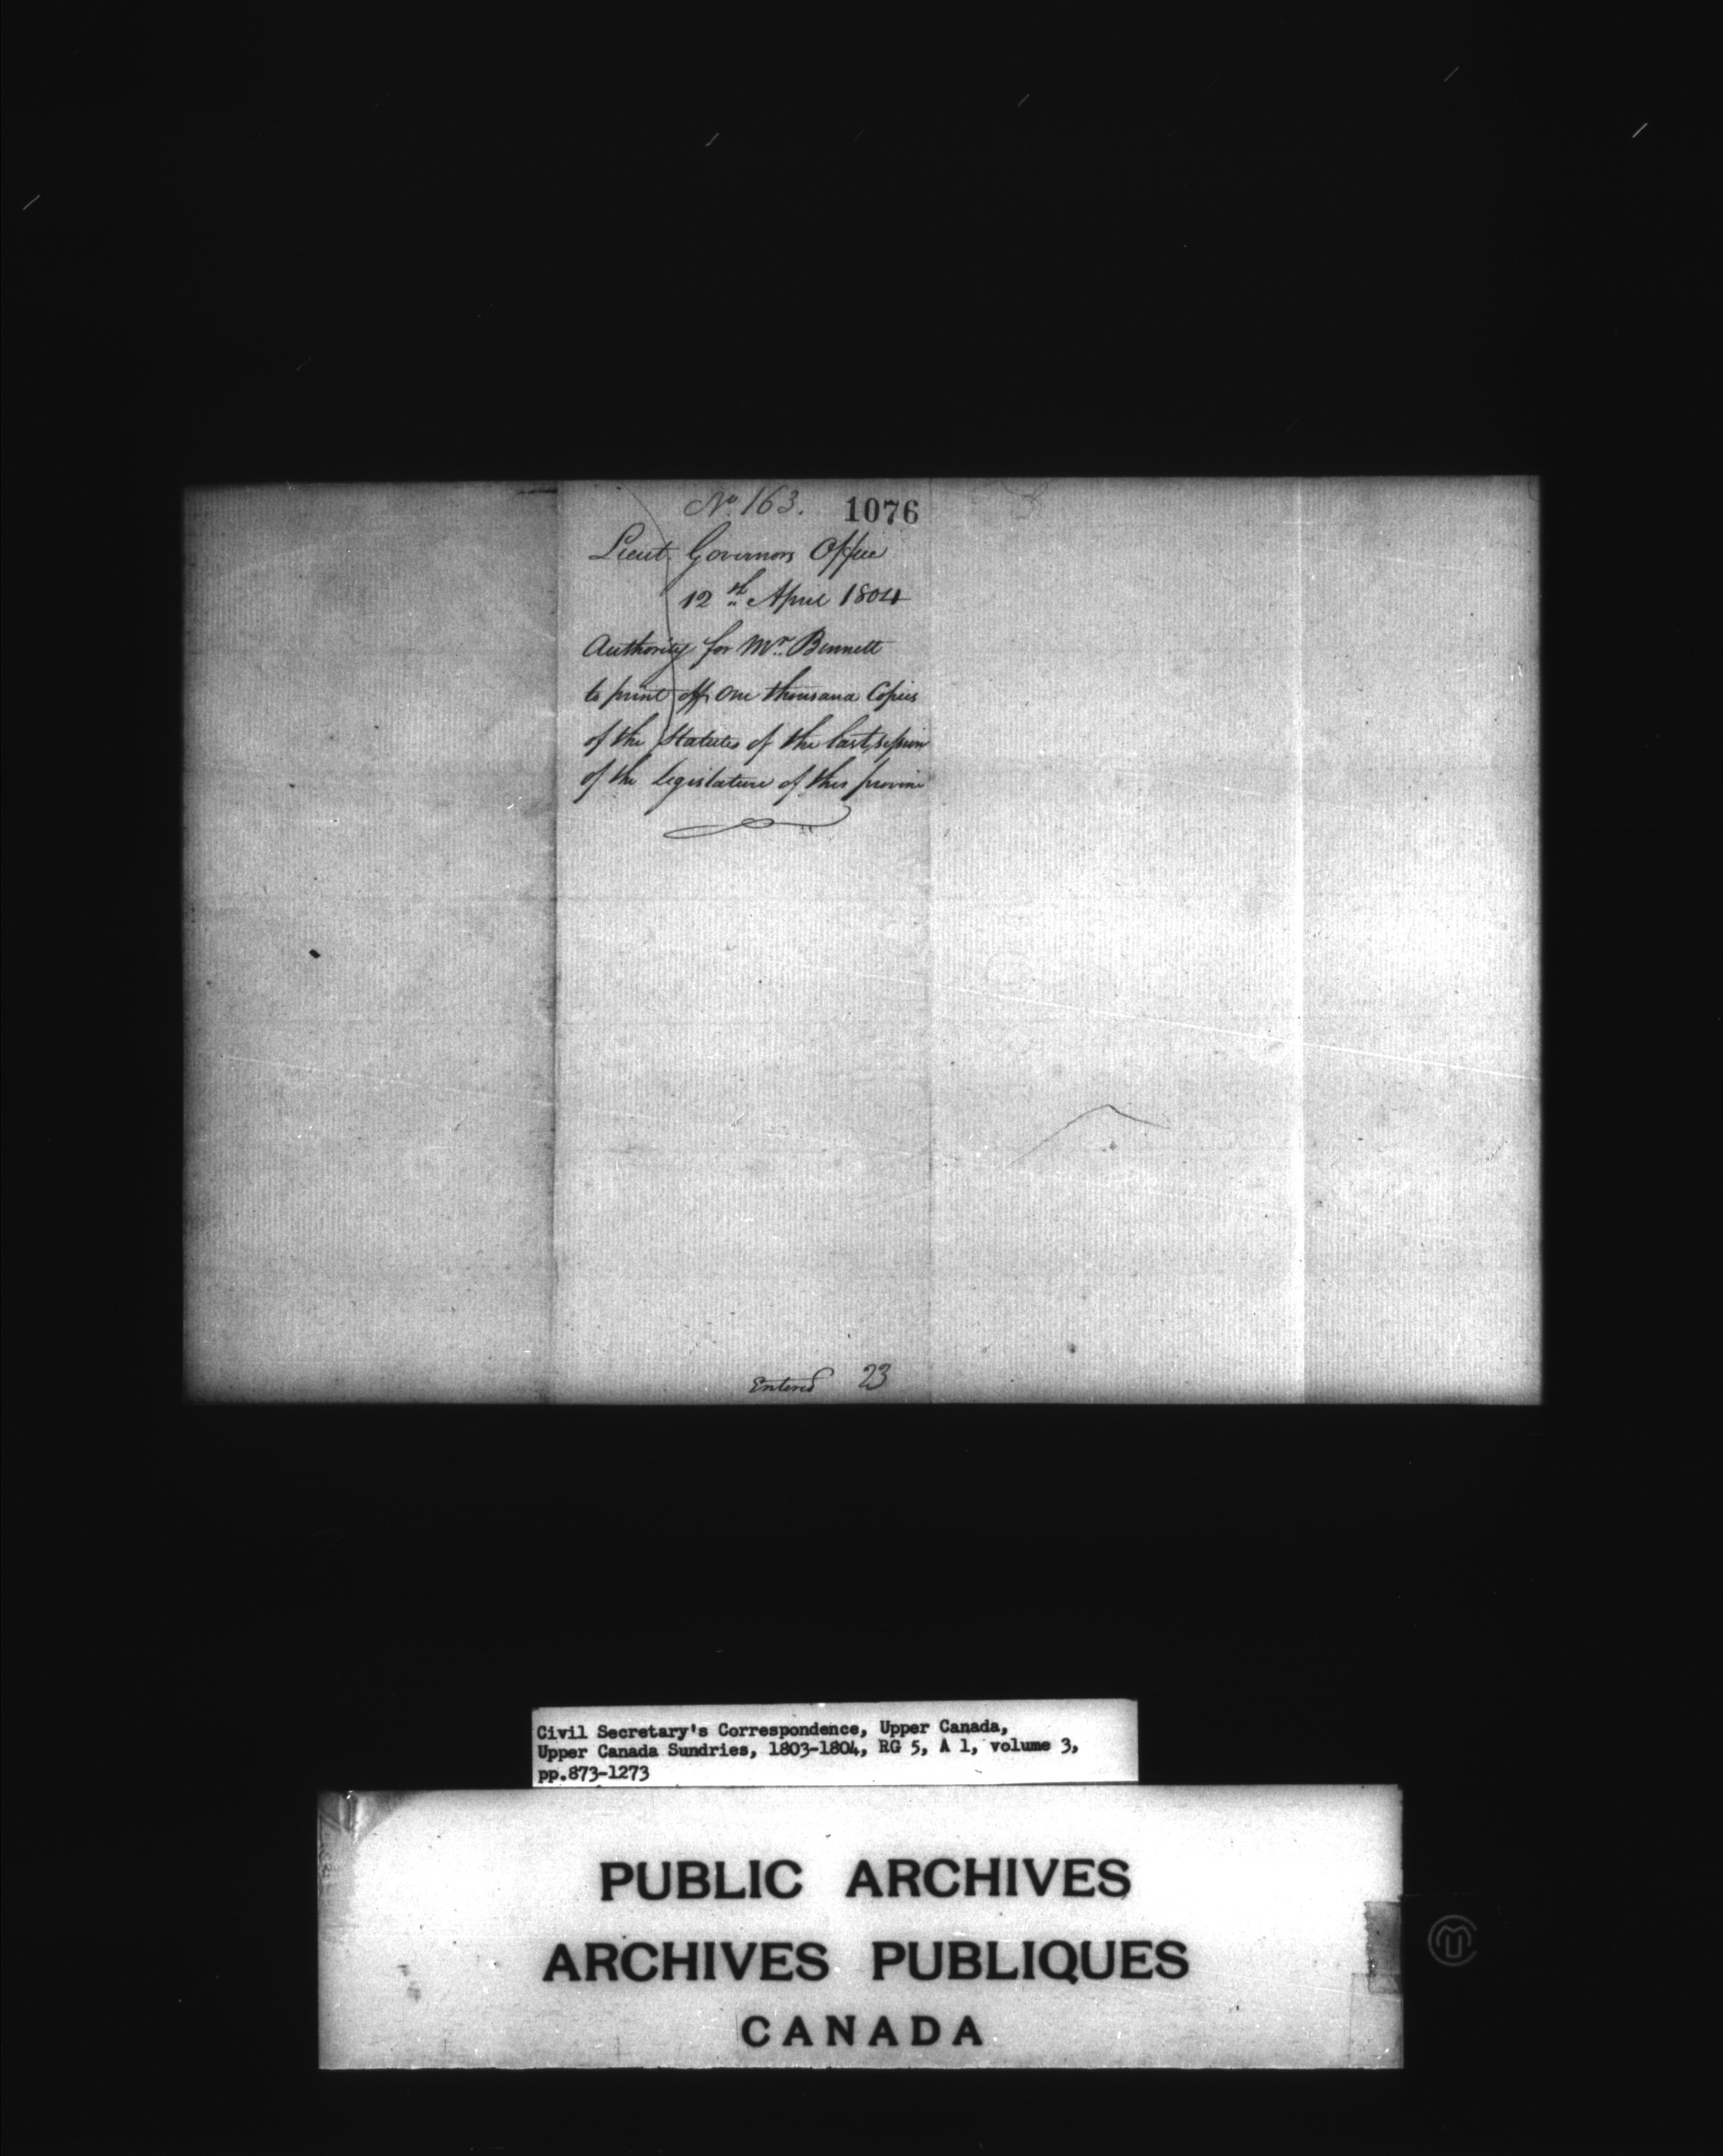 No. 163. 1076
Lieut. Governors Office
12th April 1804
Authority for Mr. Bennett
to print off One thousand Copies
of the Statutes of the last session
of the Legislature of this province
Entered 23
Civil Secretary's Correspondence, Upper Canada,
Upper Canada Sundries, 1803-1804, RG 5, A 1, volume 3,
pp.873-1273
PUBLIC ARCHIVES
ARCHIVES PUBLIQUES
CANADA